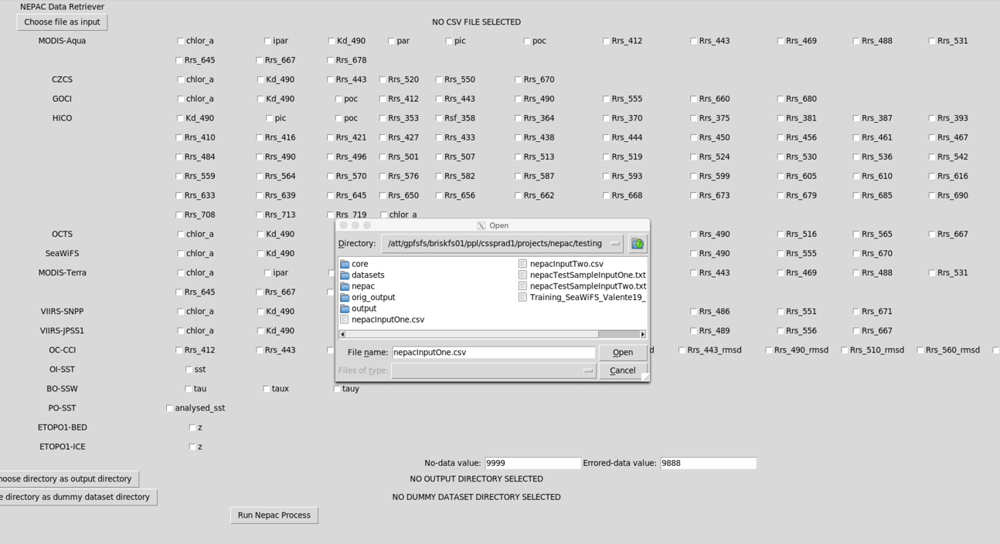 NEPAC Data Retriever
Choose file as input NO CSV FILE SELECTED
MODIS-Aqua chlor_a ipar Kd_490 par pic poc Rrs_412 Rrs_443 Rrs_469 Rrs_488 Rrs_531
Rrs_645 Rrs_667 Rrs_678
CZCS chlor_a Kd_490 Rrs_443 Rrs_520 Rrs_550 Rrs_670
GOCI chlor_a Kd_490 poc Rrs_412 Rrs_443 Rrs_490 Rrs_555 Rrs_660 Rrs_680
HICO Kd_490 pic poc Rrs_353 Rsf_358 Rrs_364 Rrs_370 Rrs_375 Rrs_381 Rrs_387 Rrs_393
Rrs_410 Rrs_416 Rrs_421 Rrs_427 Rrs_433 Rrs_438 Rrs_444 Rrs_450 Rrs_456 Rrs_461 Rrs_467
Rrs_484 Rrs_490 Rrs_496 Rrs_501 Rrs_507 Rrs_513 Rrs_519 Rrs_524 Rrs_530 Rrs_536 Rrs_542
Rrs_559 Rrs_564 Rrs_570 Rrs_576 Rrs_582 Rrs_587 Rrs_593 Rrs_599 Rrs_605 Rrs_610 Rrs_616
Rrs_633 Rrs_639 Rrs_645 Rrs_650 Rrs_656 Rrs_662 Rrs_668 Rrs_673 Rrs_679 Rrs_685 Rrs_690
Rrs_708 Rrs_713 Rrs_719 chlor_a
OCTS chlor_a Kd_490 Rrs_490 Rrs_516 Rrs_565 Rrs_667
SeaWiFS chlor_a Kd_490 Rrs_490 Rrs_555 Rrs_670
MODIS-Terra chlor_a ipar Rrs_443 Rrs_469 Rrs_488 Rrs_531
Rrs_645 Rrs_667
VIIRS-SNPP chlor_a Kd_490 Rrs_486 Rrs_551 Rrs_671
VIIRS-JPSS1 chlor_a Kd_490 Rrs_489 Rrs_556 Rrs_667
OC-CCI Rrs_412 Rrs_443 d Rrs_443_rmsd Rrs_490_rmsd Rrs_510_rmsd Rrs_560_rmsd
OI-SST sst
BO-SSW tau taux tauy
PO-SST analysed_sst
ETOPO1-BED z
ETOPO1-ICE z
Open
Directory: /att/gpfsfs/briskfs01/ppl/cssprad1/projects/nepac/testing
core
datasets
nepac
orig_output
output
nepacInputOne.csv
nepacInputTwo.csv
nepacTestSampleInputOne.txt
nepacTestSampleInputTwo.txt
Training_SeaWiFS_Valente19_
File name: nepacInputOne.csv Open
Files of type: Cancel
No-data value: 9999 Errored-data value: 9888
hoose directory as output directory NO OUTPUT DIRECTORY SELECTED
e directory as dummy dataset directory NO DUMMY DATASET DIRECTORY SELECTED
Run Nepac Process